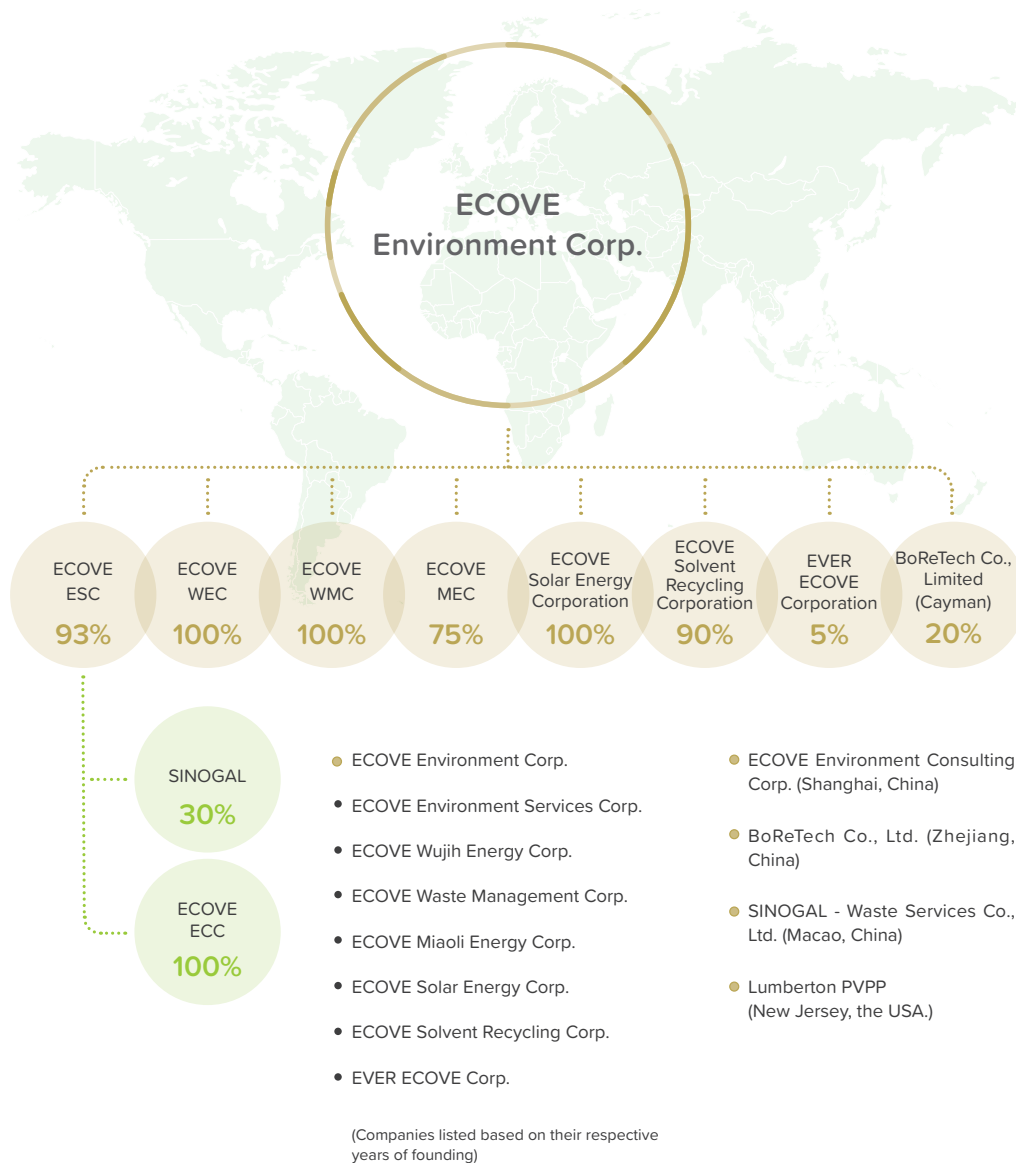 ECOVE
Environment Corp.
ECOVE
ESC
93%
ECOVE
WEC
100%
ECOVE
WMC
100%
ECOVE
MEC
75%
ECOVE
Solar Energy
Corporation
100%
ECOVE
Solvent
Recycling
Corporation
90%
EVER
ECOVE
Corporation
5%
BoReTech Co.,
Limited
(Cayman)
20%
SINOGAL
30%
ECOVE
ECC
100%
ECOVE Environment Corp.
• ECOVE Environment Services Corp.
• ECOVE Wujih Energy Corp.
• ECOVE Waste Management Corp.
• ECOVE Miaoli Energy Corp.
• ECOVE Solar Energy Corp.
• ECOVE Solvent Recycling Corp.
• EVER ECOVE Corp.
(Companies listed based on their respective
years of founding)
ECOVE Environment Consulting
Corp. (Shanghai, China)
BoReTech Co., Ltd. (Zhejiang,
China)
SINOGAL - Waste Services Co.,
Ltd. (Macao, China)
Lumberton PVPP
(New Jersey, the USA.)